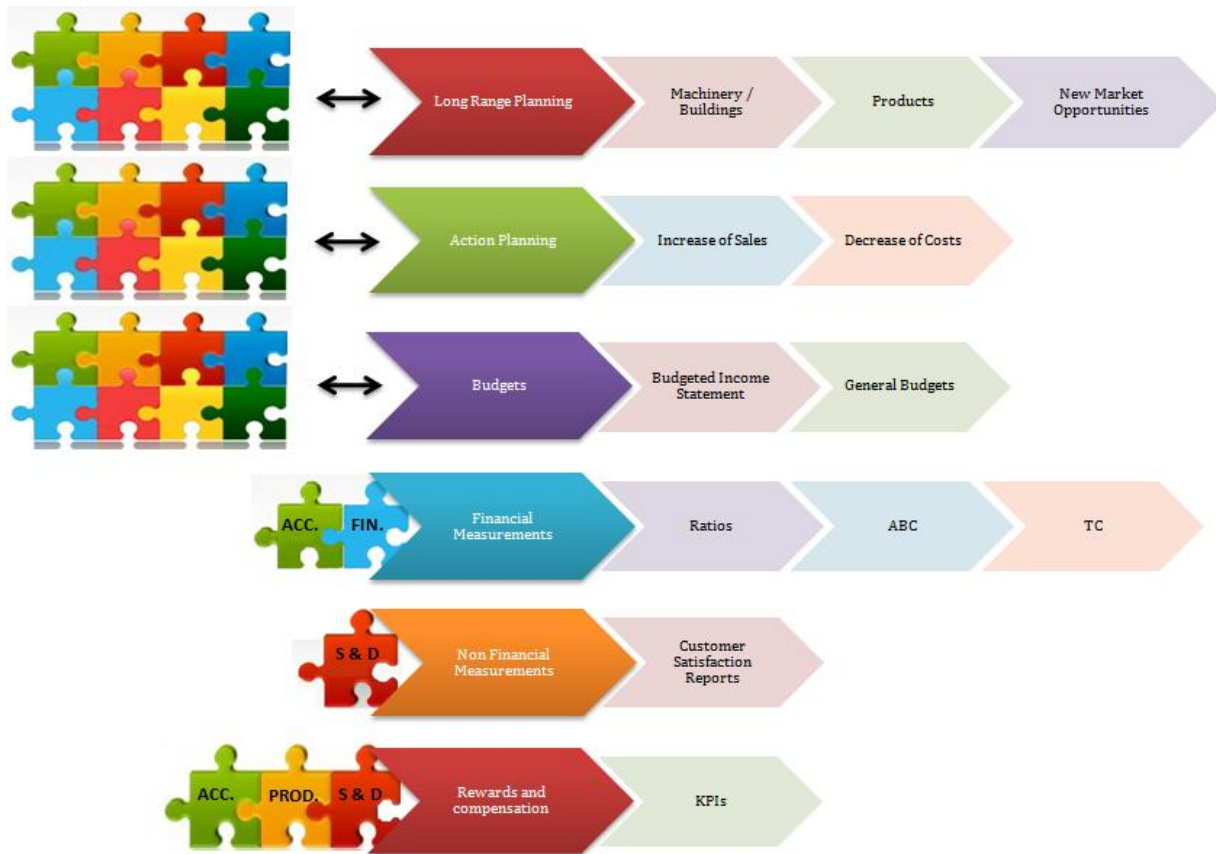 Long Range Planning
Machinery /
Buildings
Products
New Market
Opportunities
Action Planning
Increase of Sales
Decrease of Costs
Budgets
Budgeted Income
Statement
General Budgets
ACC.
FIN.
Financial
Measurements
Ratios
ABC
TC
S & D
Non Financial
Measurements
Customer
Satisfaction
Reports
ACC.
PROD.
S & D
Rewards and
compensation
KPIs